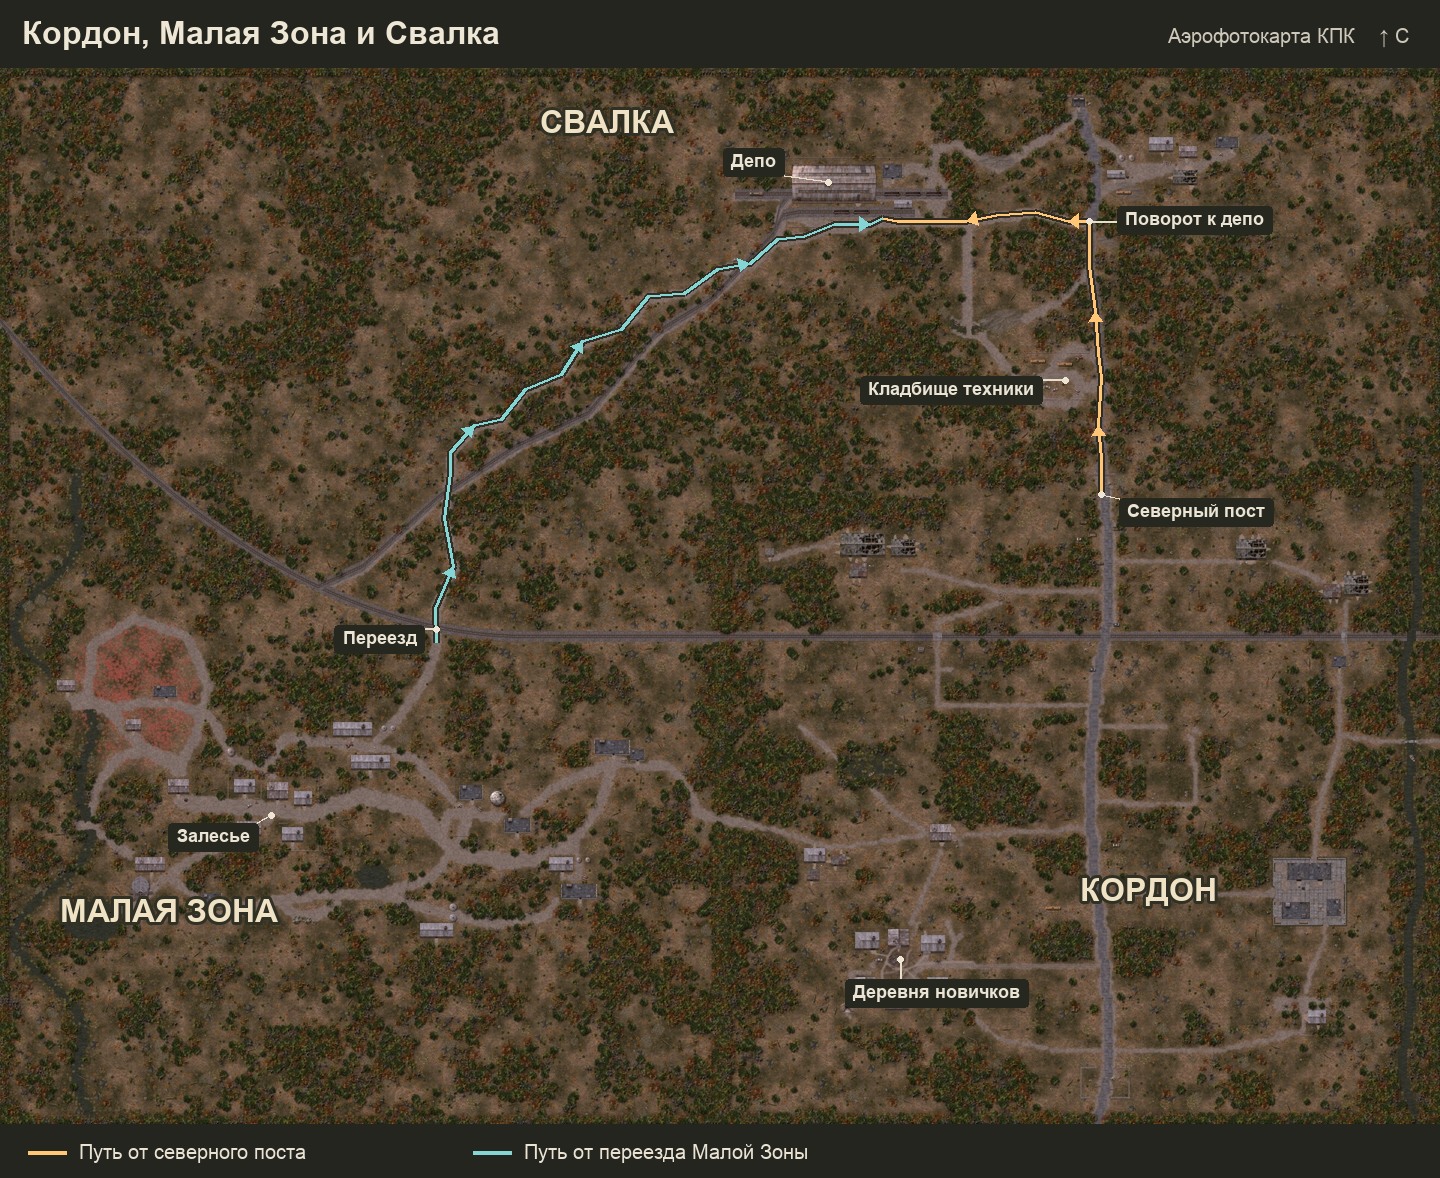 Кордон, Малая Зона и Свалка
Аэрофотокарта КПК ↑ С
СВАЛКА
Депо
Поворот к депо
Кладбище техники
Северный пост
Переезд
Залесье
МАЛАЯ ЗОНА
КОРДОН
Деревня новичков
Путь от северного поста
Путь от переезда Малой Зоны